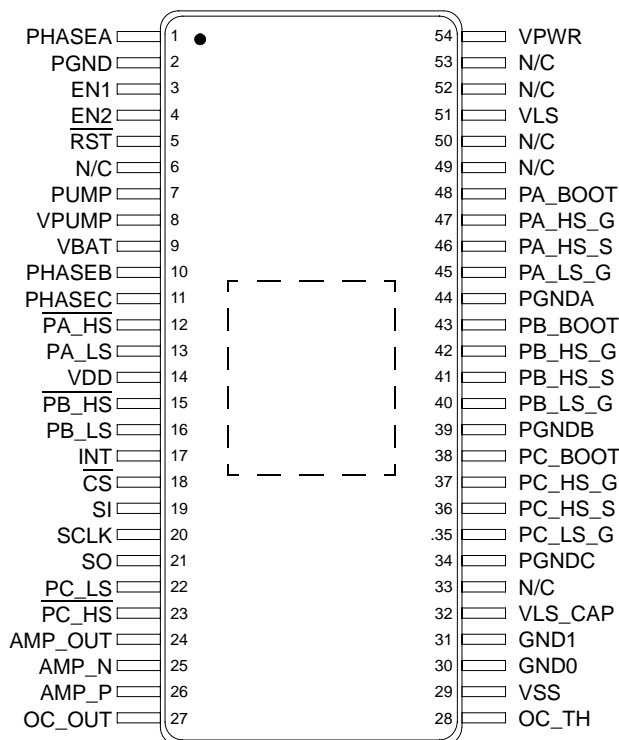 PHASEA 1 54 VPWR
PGND 2 53 N/C
EN1 3 52 N/C
EN2 4 51 VLS
RST 5 50 N/C
N/C 6 49 N/C
PUMP 7 48 PA_BOOT
VPUMP 8 47 PA_HS_G
VBAT 9 46 PA_HS_S
PHASEB 10 45 PA_LS_G
PHASEC 11 44 PGNDA
PA_HS 12 43 PB_BOOT
PA_LS 13 42 PB_HS_G
VDD 14 41 PB_HS_S
PB_HS 15 40 PB_LS_G
PB_LS 16 39 PGNDB
INT 17 38 PC_BOOT
CS 18 37 PC_HS_G
SI 19 36 PC_HS_S
SCLK 20 .35 PC_LS_G
SO 21 34 PGNDC
PC_LS 22 33 N/C
PC_HS 23 32 VLS_CAP
AMP_OUT 24 31 GND1
AMP_N 25 30 GND0
AMP_P 26 29 VSS
OC_OUT 27 28 OC_TH